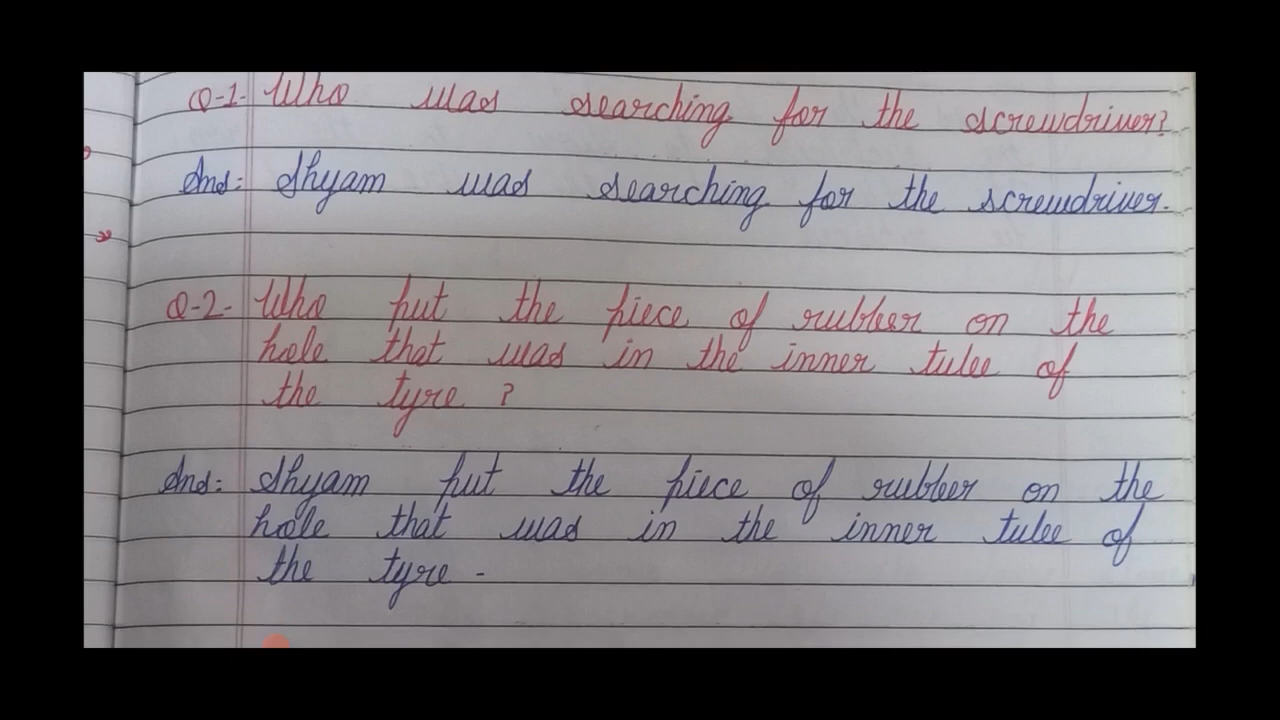 Q-1- Who was searching for the screwdriver?
Ans: Shyam was searching for the screwdriver.
Q-2- Who put the piece of rubber on the
hole that was in the inner tube of
the tyre ?
Ans: Shyam put the piece of rubber on the
hole that was in the inner tube of
the tyre -